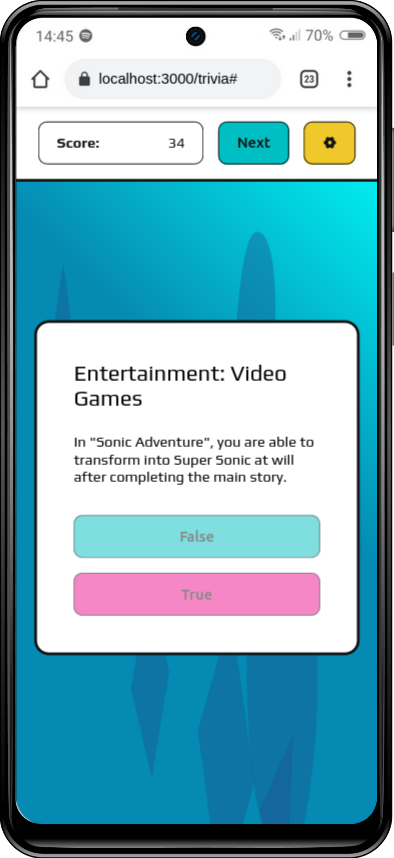 14:45 70%
localhost:3000/trivia# 23
Score: 34 Next
Entertainment: Video
Games
In "Sonic Adventure", you are able to
transform into Super Sonic at will
after completing the main story.
False
True